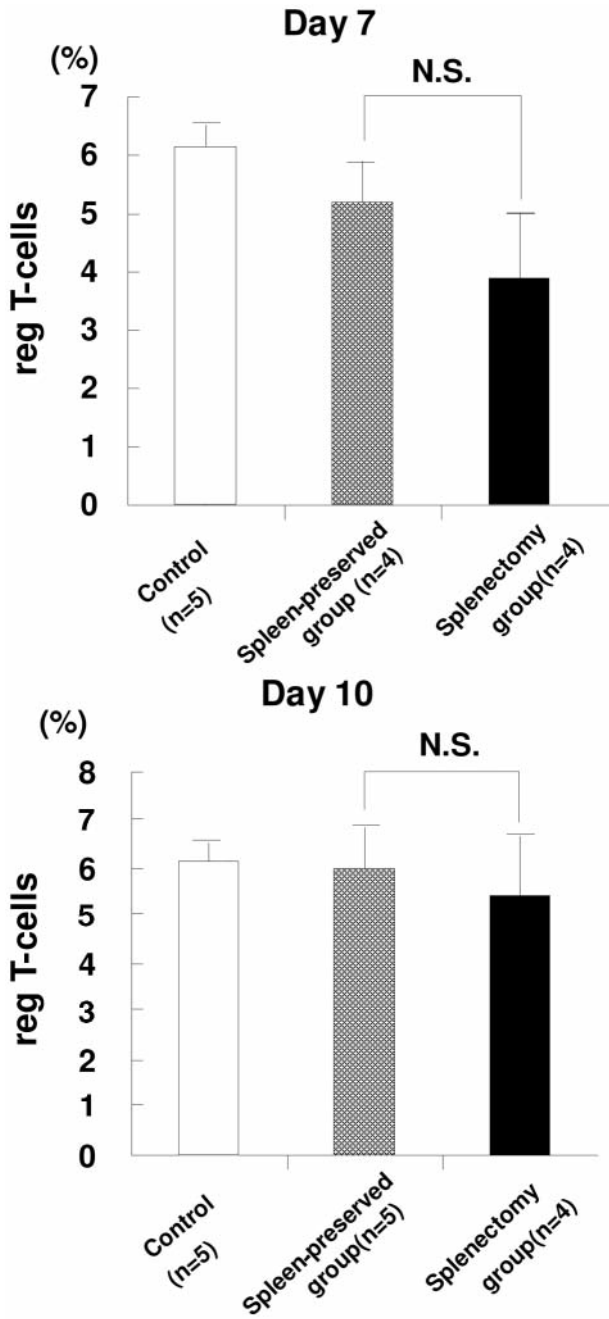 Day 7
(%)
N.S.
7
6
5
4
3
2
1
0
reg T-cells
Control
(n=5)
Spleen-preserved
group (n=4)
Splenectomy
group(n=4)
Day 10
(%)
N.S.
8
7
6
5
4
3
2
1
0
reg T-cells
Control
(n=5)
Spleen-preserved
group(n=5)
Splenectomy
group(n=4)